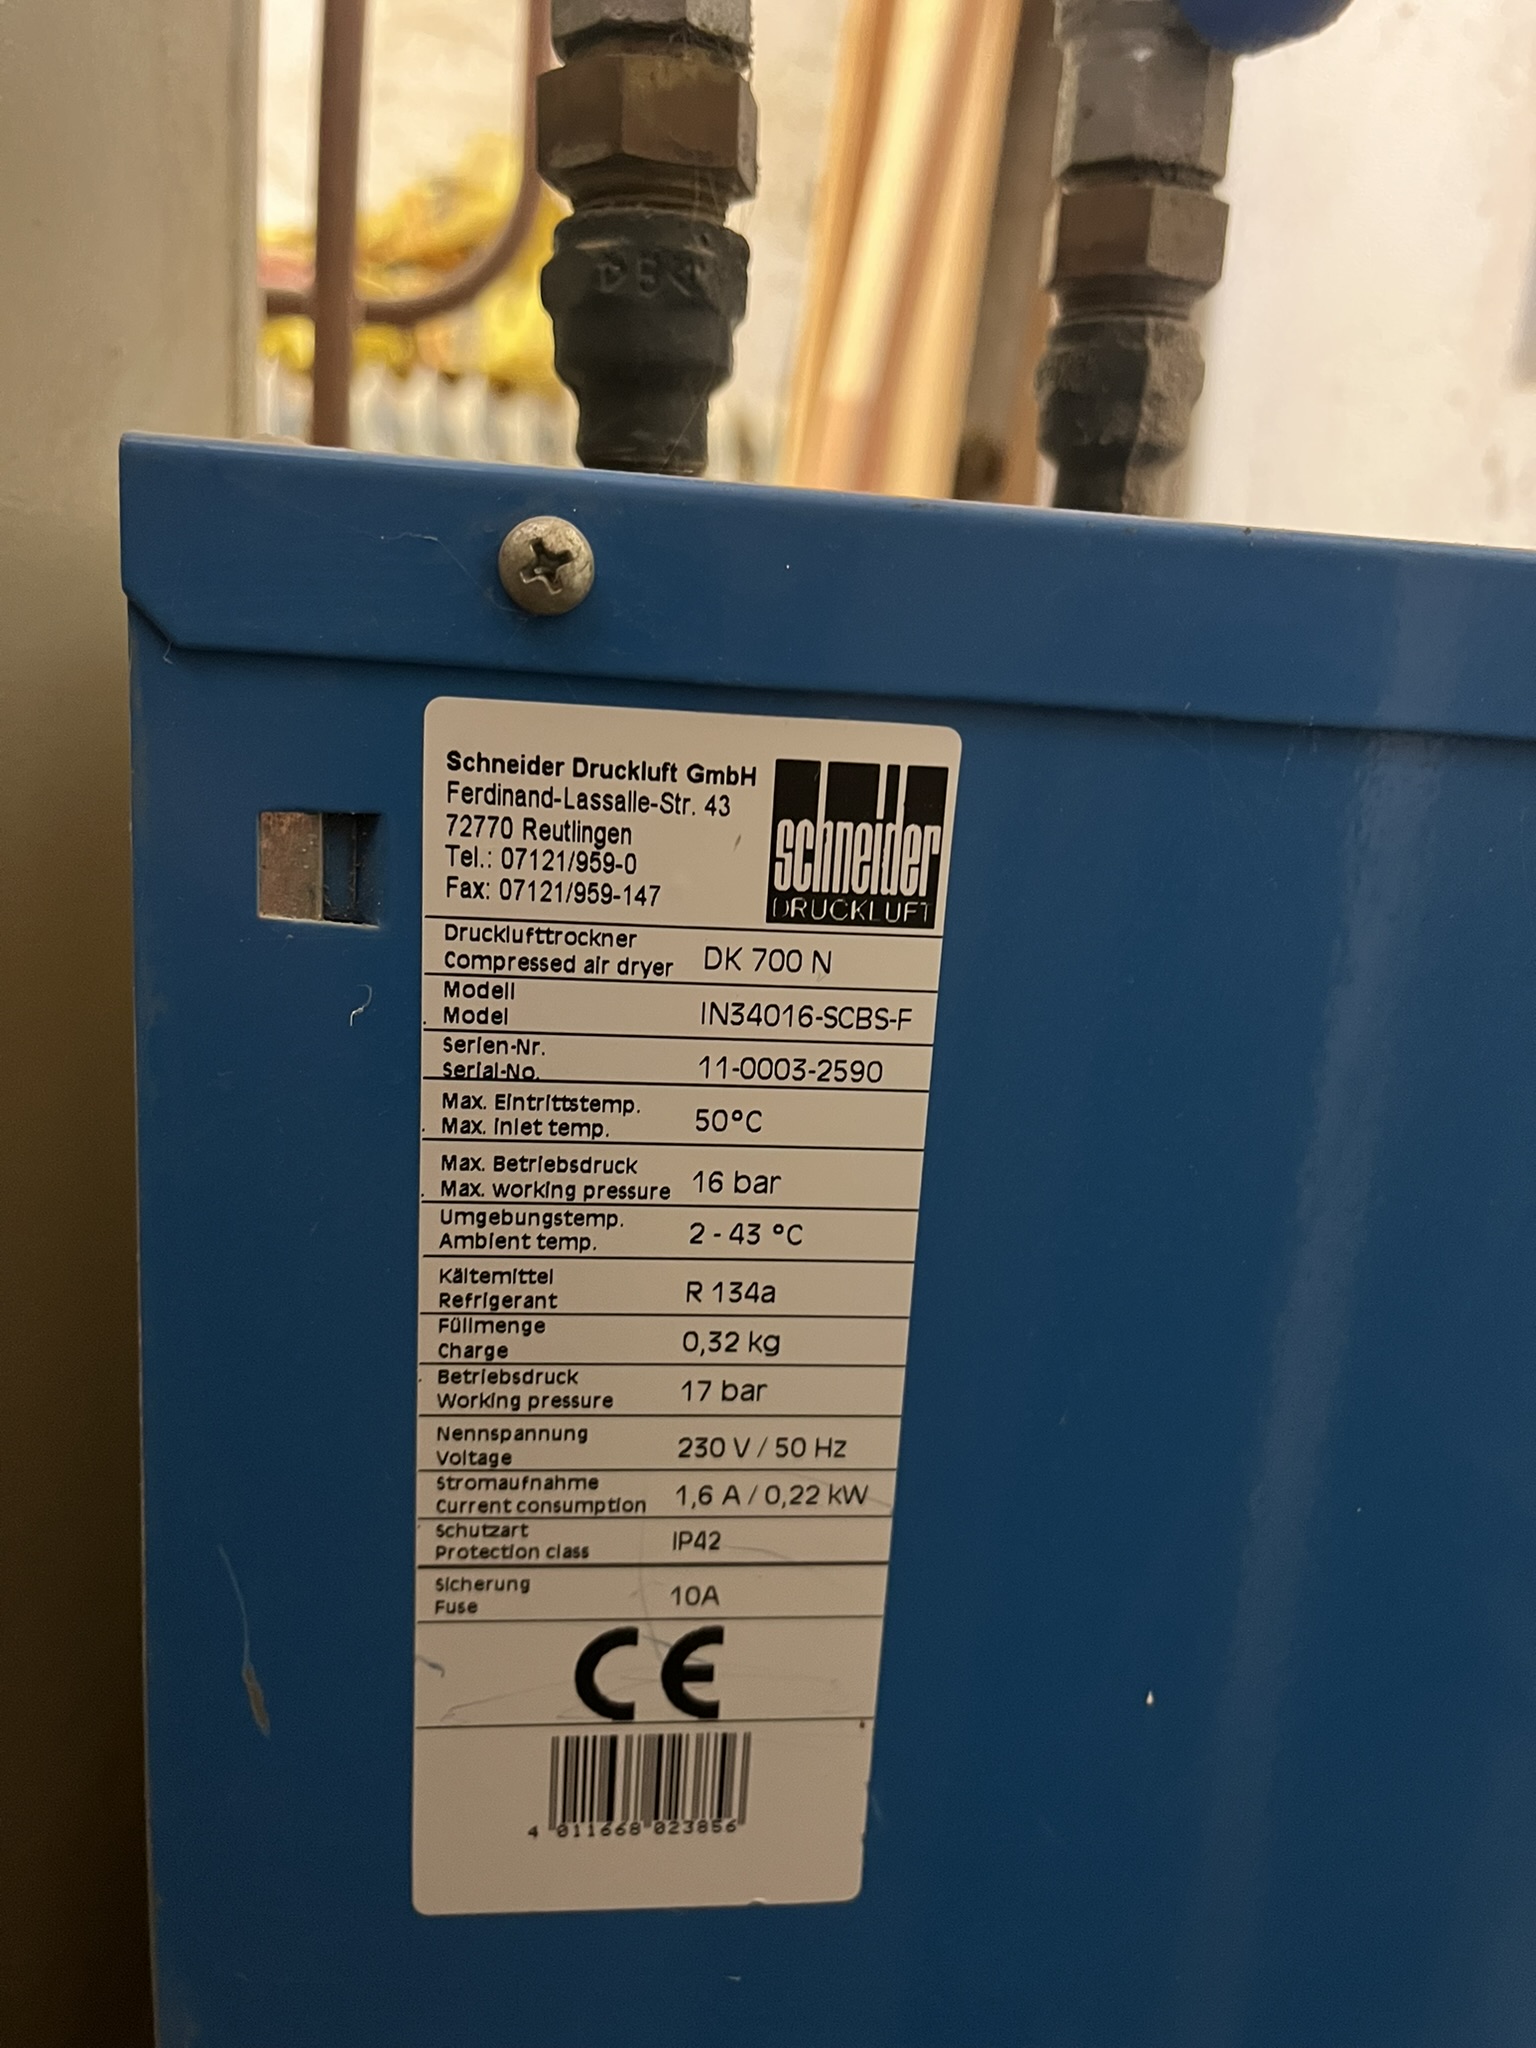 Schneider Druckluft GmbH
Ferdinand-Lassalle-Str. 43
72770 Reutlingen
Tel.: 07121/959-0
Fax: 07121/959-147
schneider
DRUCKLUFT
Drucklufttrockner
Compressed air dryer DK 700 N
Modell
Model IN34016-SCBS-F
Serien-Nr.
Serial-No. 11-0003-2590
Max. Eintrittstemp.
Max. inlet temp. 50°C
Max. Betriebsdruck
Max. working pressure 16 bar
Umgebungstemp.
Ambient temp. 2 - 43 °C
Kältemittel
Refrigerant R 134a
Füllmenge
Charge 0,32 kg
Betriebsdruck
Working pressure 17 bar
Nennspannung
Voltage 230 V / 50 Hz
Stromaufnahme
Current consumption 1,6 A / 0,22 kW
Schutzart
Protection class IP42
Sicherung
Fuse 10A
CE
4 011668 023856